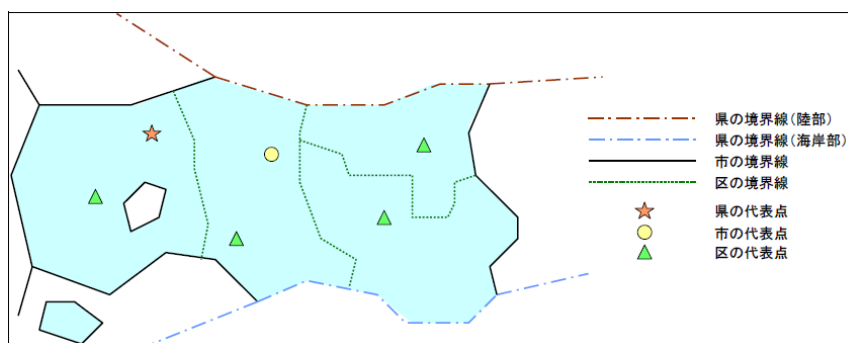 県の境界線(陸部)
県の境界線(海岸部)
市の境界線
区の境界線
県の代表点
市の代表点
区の代表点